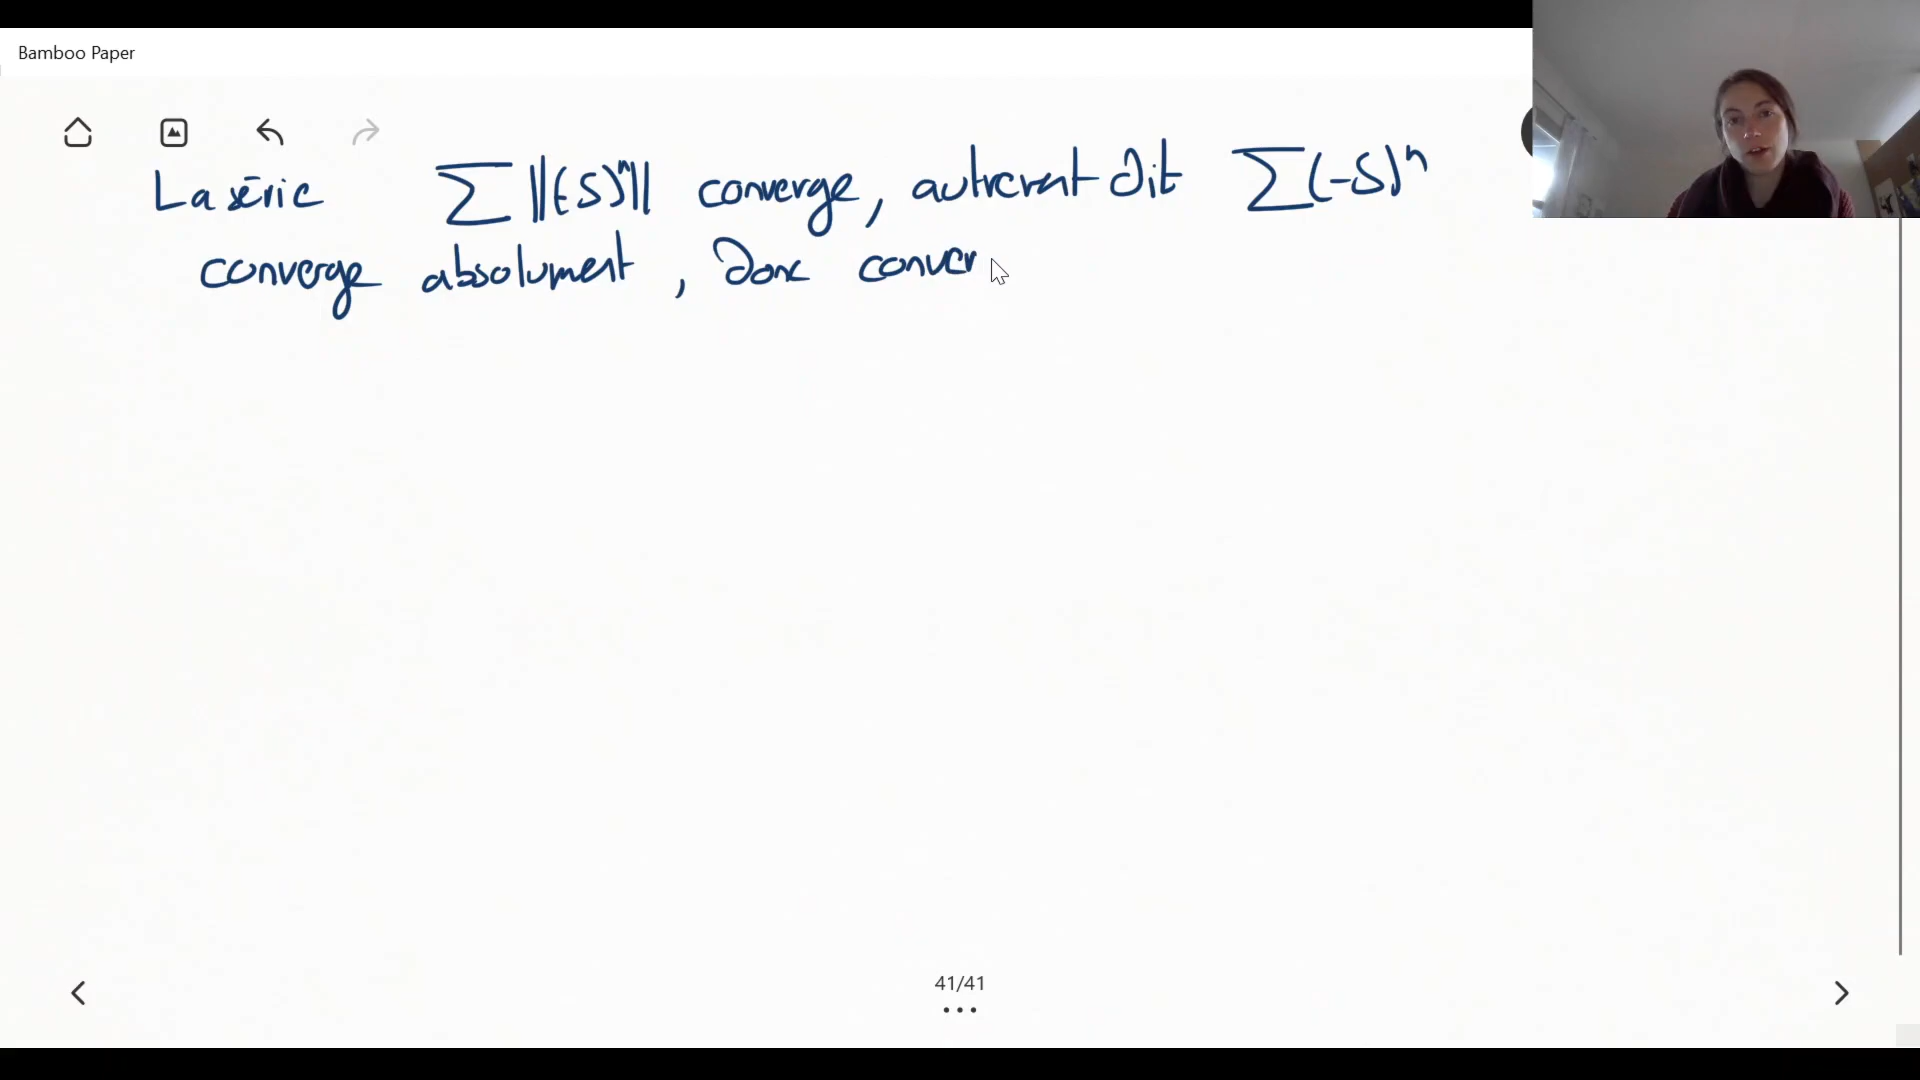 Bamboo Paper
La série ∑ ||(-S)ⁿ|| converge, autrement dit ∑(-S)ⁿ
converge absolument, donc conver
41/41